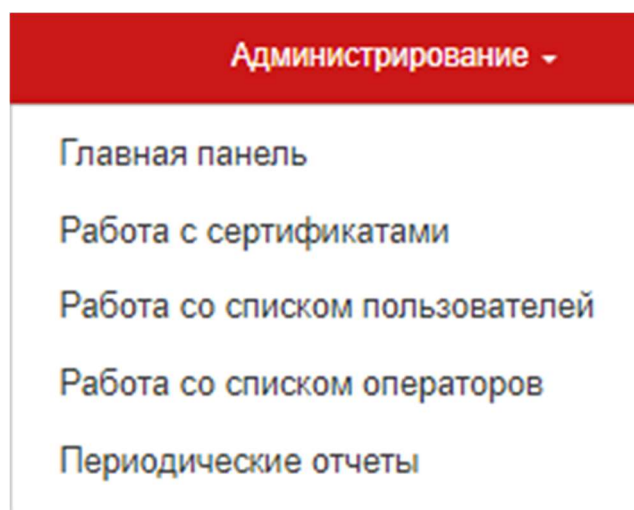 Администрирование
Главная панель
Работа с сертификатами
Работа со списком пользователей
Работа со списком операторов
Периодические отчеты